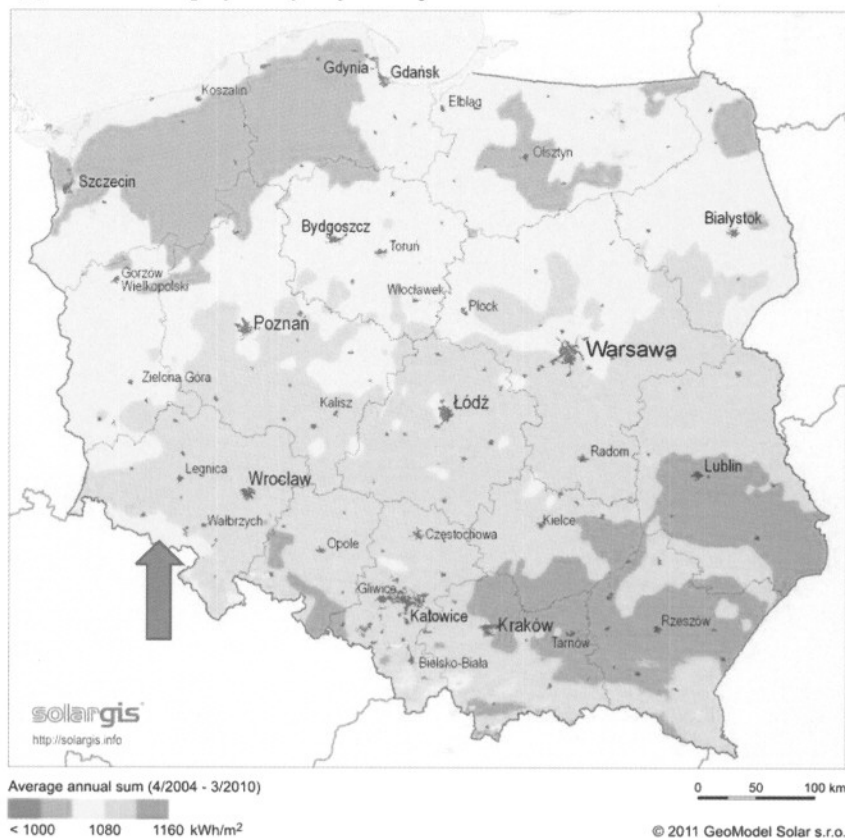 Gdynia
Gdańsk
Koszalin
Elbląg
Olsztyn
Szczecin
Białystok
Bydgoszcz
Toruń
Gorzów
Wielkopolski
Włocławek
Płock
Poznań
Warsawa
Zielona Góra
Kalisz
Łódź
Legnica
Wroclaw
Radom
Lublin
Wałbrzych
Opole
Częstochowa
Kielce
Gliwice
Katowice
Kraków
Tarnów
Rzeszów
Bielsko-Biała
solargis
http://solargis.info
Average annual sum (4/2004 - 3/2010)
0 50 100 km
< 1000 1080 1160 kWh/m²
© 2011 GeoModel Solar s.r.o.